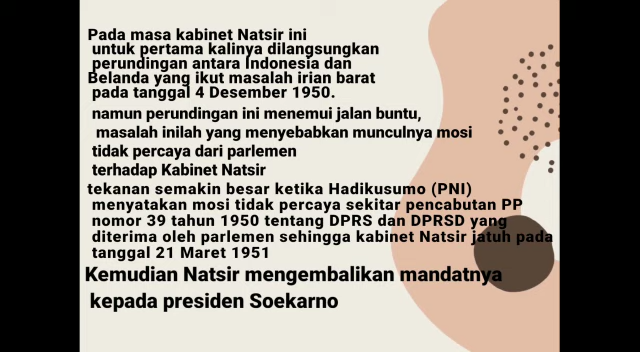 Pada masa kabinet Natsir ini
untuk pertama kalinya dilangsungkan
perundingan antara Indonesia dan
Belanda yang ikut masalah irian barat
pada tanggal 4 Desember 1950.
namun perundingan ini menemui jalan buntu,
masalah inilah yang menyebabkan munculnya mosi
tidak percaya dari parlemen
terhadap Kabinet Natsir
tekanan semakin besar ketika Hadikusumo (PNI)
menyatakan mosi tidak percaya sekitar pencabutan PP
nomor 39 tahun 1950 tentang DPRS dan DPRSD yang
diterima oleh parlemen sehingga kabinet Natsir jatuh pada
tanggal 21 Maret 1951
Kemudian Natsir mengembalikan mandatnya
kepada presiden Soekarno